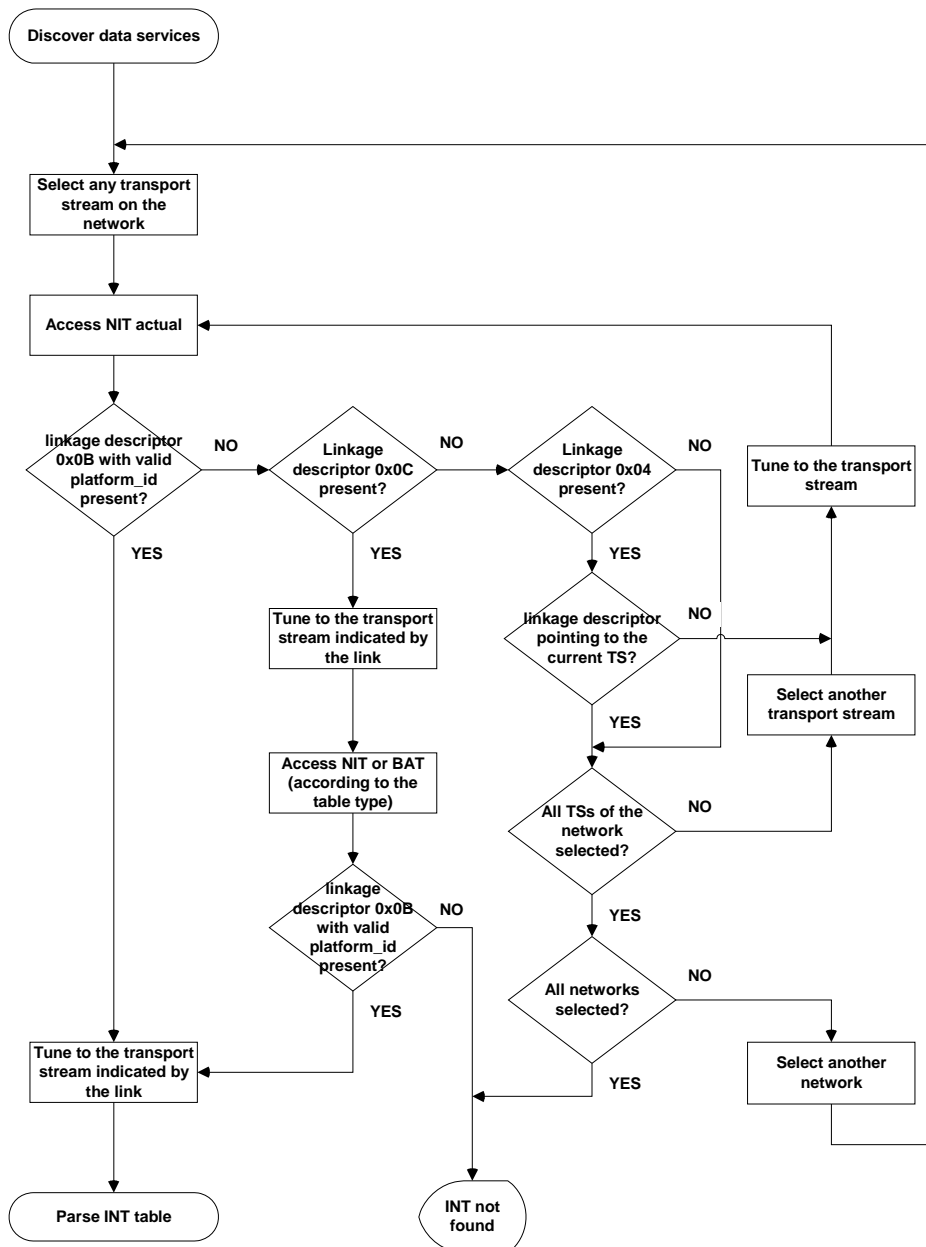 Discover data services
Select any transport
stream on the
network
Access NIT actual
linkage descriptor
0x0B with valid
platform_id
present?
NO
YES
Linkage
descriptor 0x0C
present?
NO
YES
Linkage
descriptor 0x04
present?
NO
YES
Tune to the transport
stream
Tune to the transport
stream indicated by
the link
linkage descriptor
pointing to the
current TS?
NO
YES
Select another
transport stream
Access NIT or BAT
(according to the
table type)
All TSs of the
network
selected?
NO
YES
linkage
descriptor 0x0B
with valid
platform_id
present?
NO
YES
All networks
selected?
NO
YES
Tune to the transport
stream indicated by
the link
Select another
network
Parse INT table
INT not
found